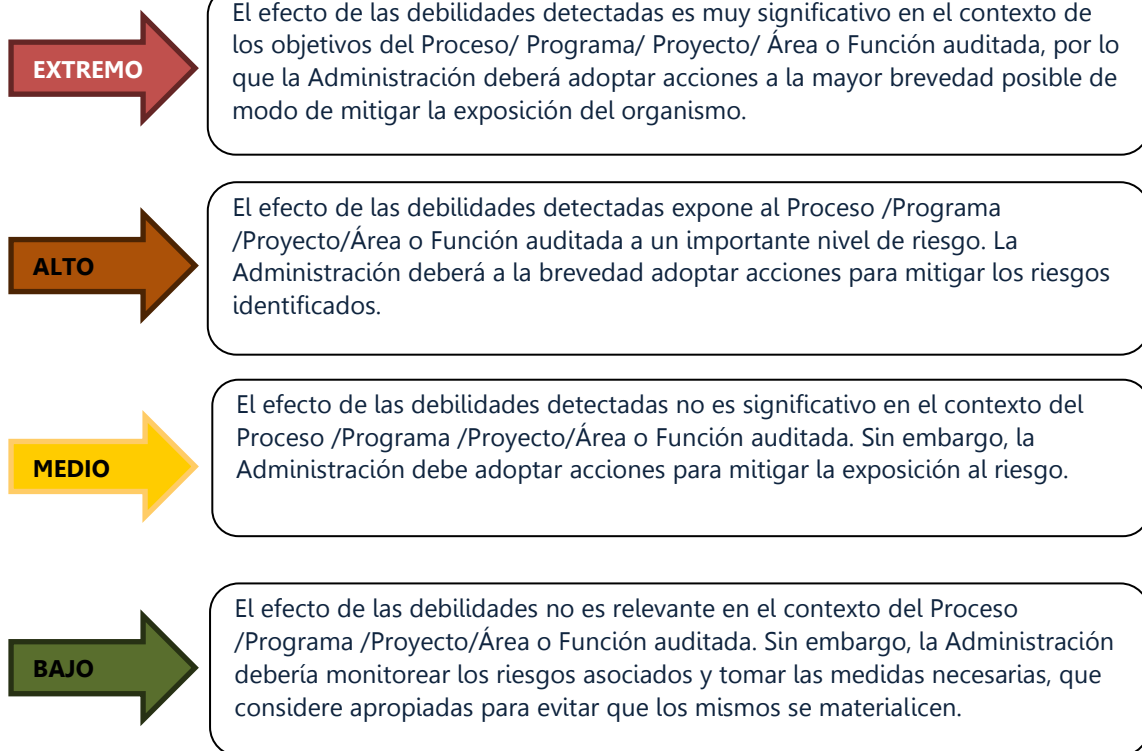 El efecto de las debilidades detectadas es muy significativo en el contexto de
los objetivos del Proceso/ Programa/ Proyecto/ Área o Función auditada, por lo
que la Administración deberá adoptar acciones a la mayor brevedad posible de
modo de mitigar la exposición del organismo.
EXTREMO
El efecto de las debilidades detectadas expone al Proceso /Programa
/Proyecto/Área o Función auditada a un importante nivel de riesgo. La
Administración deberá a la brevedad adoptar acciones para mitigar los riesgos
identificados.
ALTO
El efecto de las debilidades detectadas no es significativo en el contexto del
Proceso /Programa /Proyecto/Área o Función auditada. Sin embargo, la
Administración debe adoptar acciones para mitigar la exposición al riesgo.
MEDIO
El efecto de las debilidades no es relevante en el contexto del Proceso
/Programa /Proyecto/Área o Función auditada. Sin embargo, la Administración
debería monitorear los riesgos asociados y tomar las medidas necesarias, que
considere apropiadas para evitar que los mismos se materialicen.
BAJO